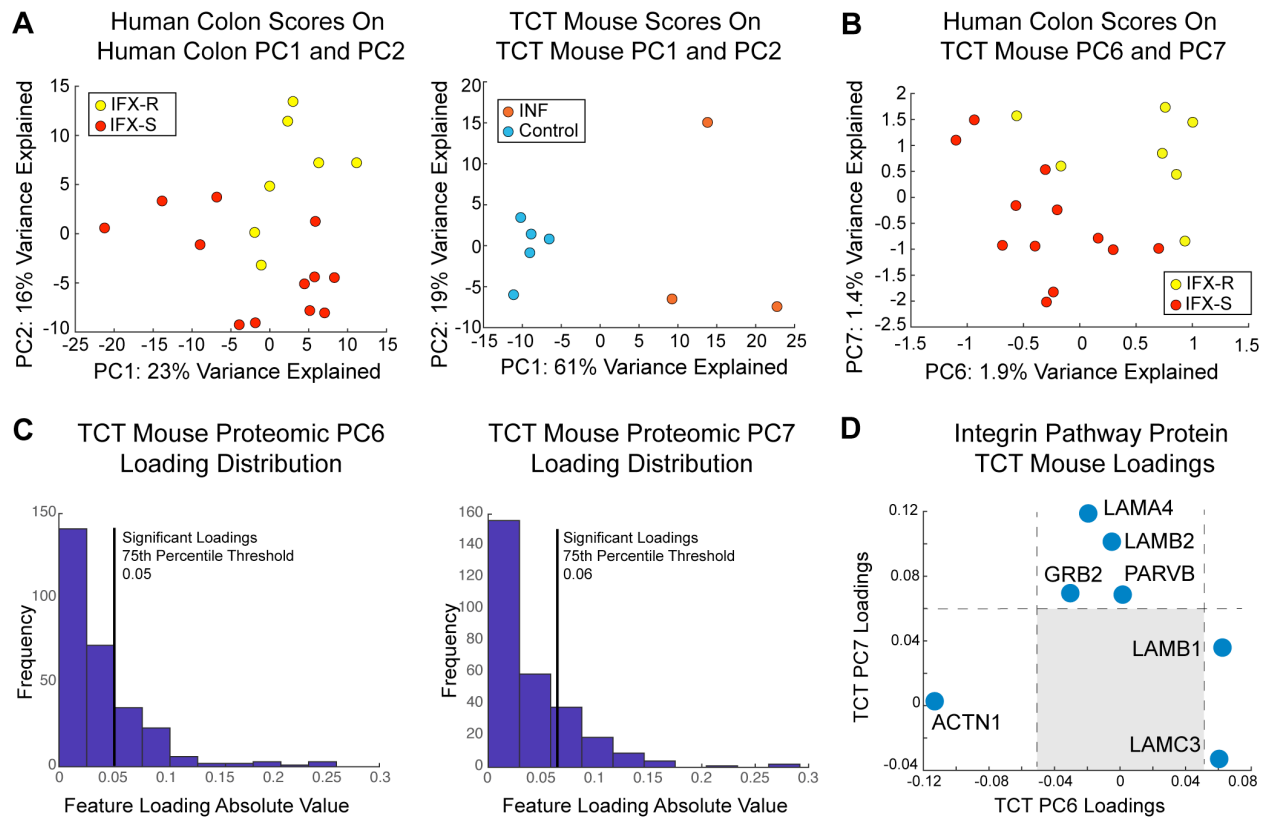 A
Human Colon Scores On
Human Colon PC1 and PC2
PC2: 16% Variance Explained
15
10
5
0
-5
-10
IFX-R
IFX-S
-25 -20 -15 -10 -5 0 5 10 15
PC1: 23% Variance Explained
TCT Mouse Scores On
TCT Mouse PC1 and PC2
PC2: 19% Variance Explained
20
15
10
5
0
-5
-10
INF
Control
-15 -10 -5 0 5 10 15 20 25
PC1: 61% Variance Explained
B
Human Colon Scores On
TCT Mouse PC6 and PC7
PC7: 1.4% Variance Explained
2
1.5
1
0.5
0
-0.5
-1
-1.5
-2
-2.5
IFX-R
IFX-S
-1.5 -1 -0.5 0 0.5 1 1.5
PC6: 1.9% Variance Explained
C
TCT Mouse Proteomic PC6
Loading Distribution
Frequency
150
100
50
0
Significant Loadings
75th Percentile Threshold
0.05
0 0.05 0.1 0.15 0.2 0.25 0.3
Feature Loading Absolute Value
TCT Mouse Proteomic PC7
Loading Distribution
Frequency
160
140
120
100
80
60
40
20
0
Significant Loadings
75th Percentile Threshold
0.06
0 0.05 0.1 0.15 0.2 0.25 0.3
Feature Loading Absolute Value
D
Integrin Pathway Protein
TCT Mouse Loadings
TCT PC7 Loadings
0.12
0.08
0.04
0
-0.04
LAMA4
LAMB2
GRB2 PARVB
LAMB1
ACTN1
LAMC3
-0.12 -0.08 -0.04 0 0.04 0.08
TCT PC6 Loadings